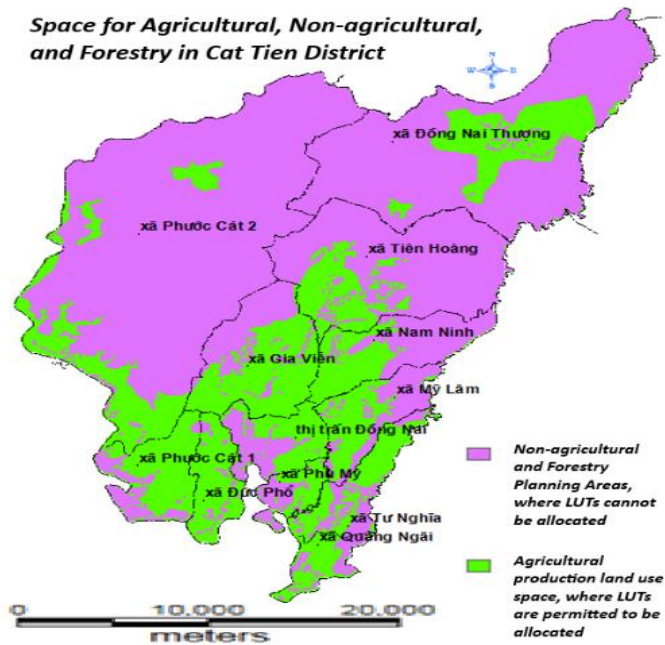 Space for Agricultural, Non-agricultural,
and Forestry in Cat Tien District
N
W
D
S
xã Đồng Nai Thượng
xã Phước Cát 2
xã Tiên Hoàng
xã Nam Ninh
xã Gia Viễn
xã Mỹ Lâm
thị trấn Đồng Nai
xã Phước Cát 1
xã Phù Mỹ
xã Đức Phổ
xã Tư Nghĩa
xã Quảng Ngãi
Non-agricultural
and Forestry
Planning Areas,
where LUTs cannot
be allocated
Agricultural
production land use
space, where LUTs
are permitted to be
allocated
0 10,000 20,000
meters